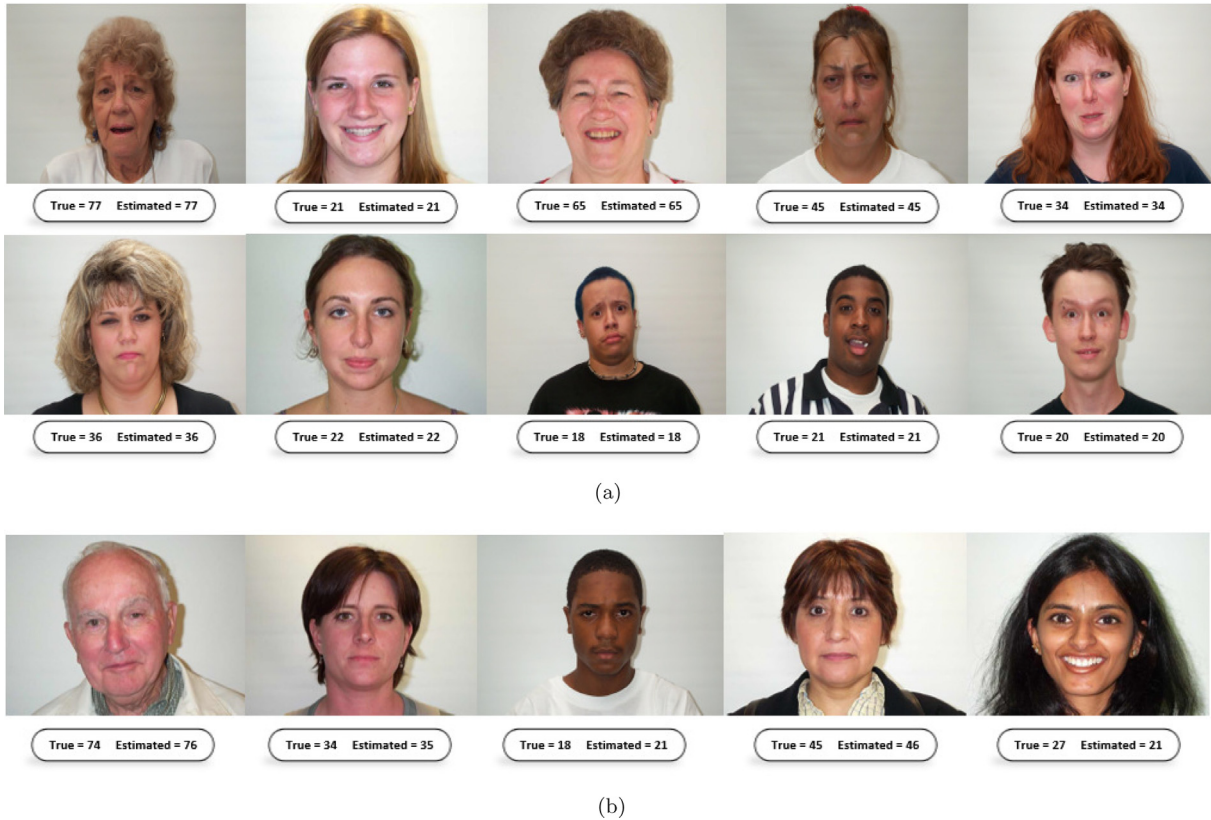 True = 77 Estimated = 77
True = 21 Estimated = 21
True = 65 Estimated = 65
True = 45 Estimated = 45
True = 34 Estimated = 34
True = 36 Estimated = 36
True = 22 Estimated = 22
True = 18 Estimated = 18
True = 21 Estimated = 21
True = 20 Estimated = 20
(a)
True = 74 Estimated = 76
True = 34 Estimated = 35
True = 18 Estimated = 21
True = 45 Estimated = 46
True = 27 Estimated = 21
(b)